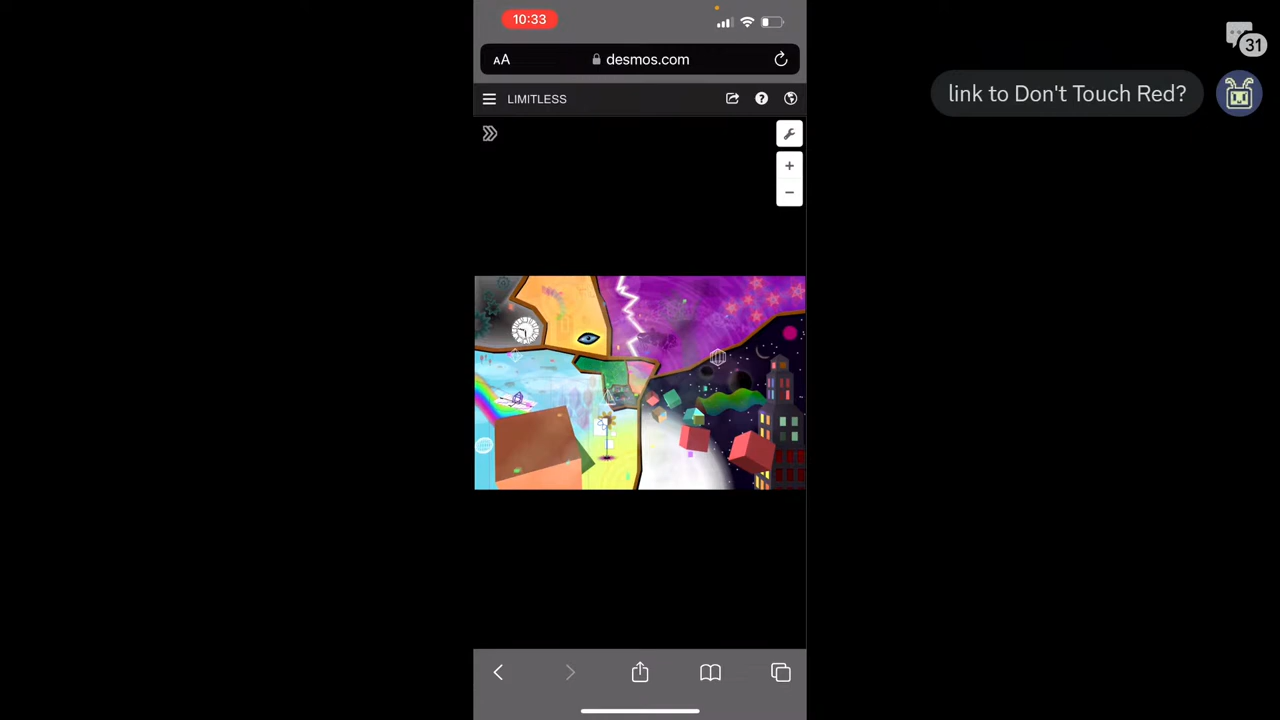 10:33
AA
desmos.com
LIMITLESS
31
link to Don't Touch Red?